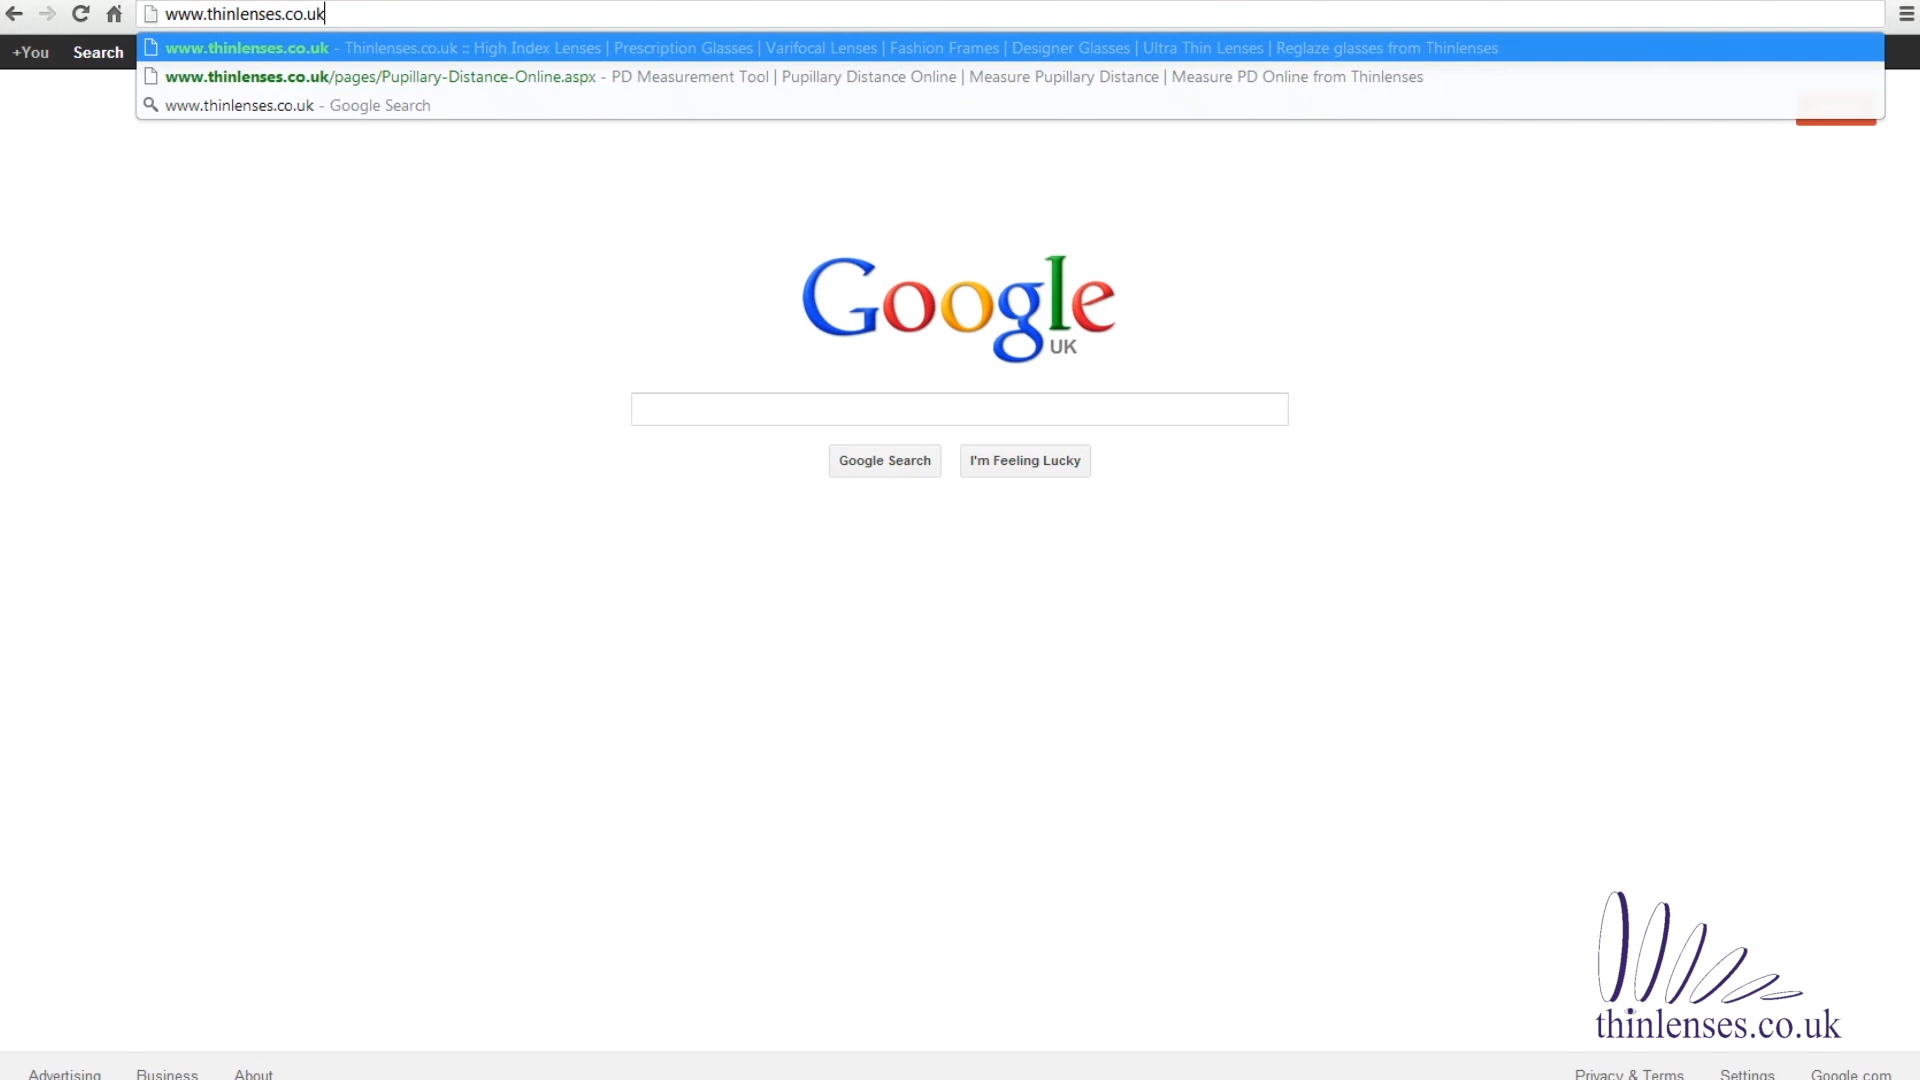 www.thinlenses.co.uk
+You Search
www.thinlenses.co.uk - Thinlenses.co.uk :: High Index Lenses | Prescription Glasses | Varifocal Lenses | Fashion Frames | Designer Glasses | Ultra Thin Lenses | Reglaze glasses from Thinlenses
www.thinlenses.co.uk/pages/Pupillary-Distance-Online.aspx - PD Measurement Tool | Pupillary Distance Online | Measure Pupillary Distance | Measure PD Online from Thinlenses
www.thinlenses.co.uk - Google Search
Google
UK
Google Search I'm Feeling Lucky
thinlenses.co.uk
Advertising Business About Privacy & Terms Settings Google.com